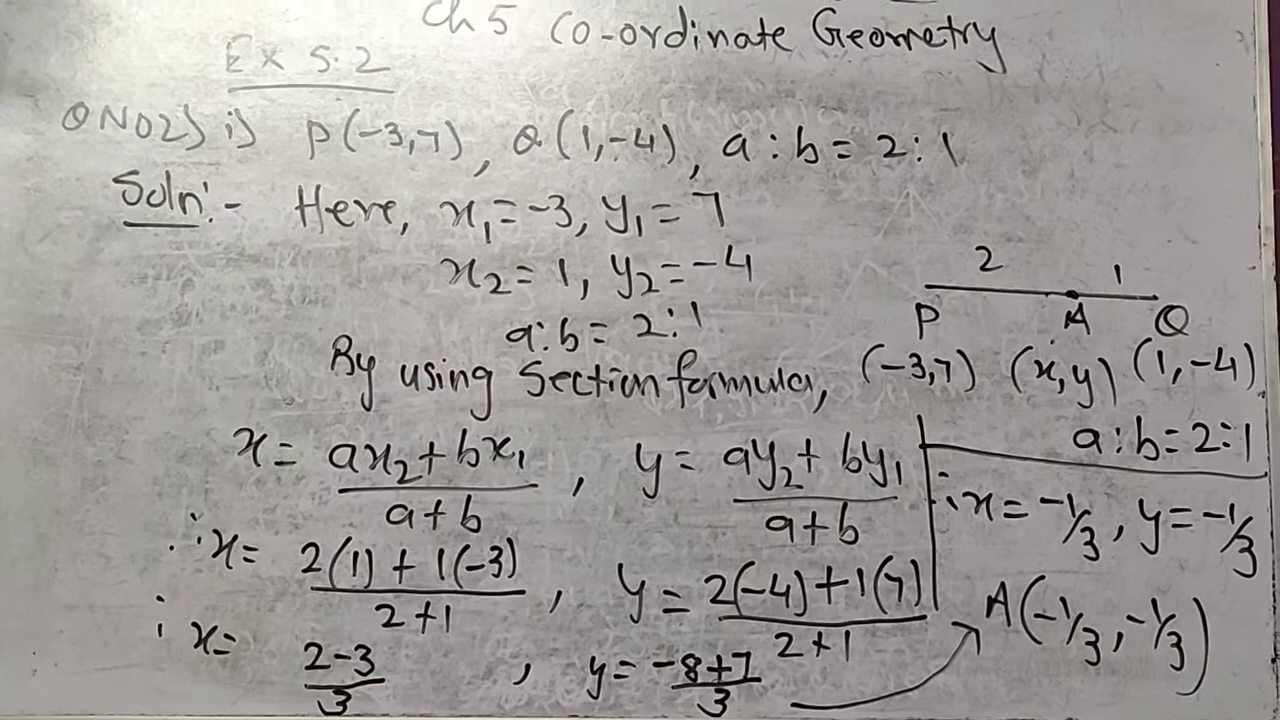 Ch 5 Co-ordinate Geometry
Ex 5.2
QNO2) i) P(-3,7), Q(1,-4), a:b = 2:1
Soln:- Here, x₁=-3, y₁=7
x₂=1, y₂=-4
a:b= 2:1
2 1
P A Q
By using Section formula, (-3,7) (x,y) (1,-4)
a:b=2:1
x= ax₂+bx₁/a+b , y= ay₂+by₁/a+b
∴x= 2(1)+1(-3)/2+1 , y= 2(-4)+1(7)/2+1
: x= 2-3/3 , y= -8+7/3
: x=-1/3, y=-1/3
A(-1/3,-1/3)